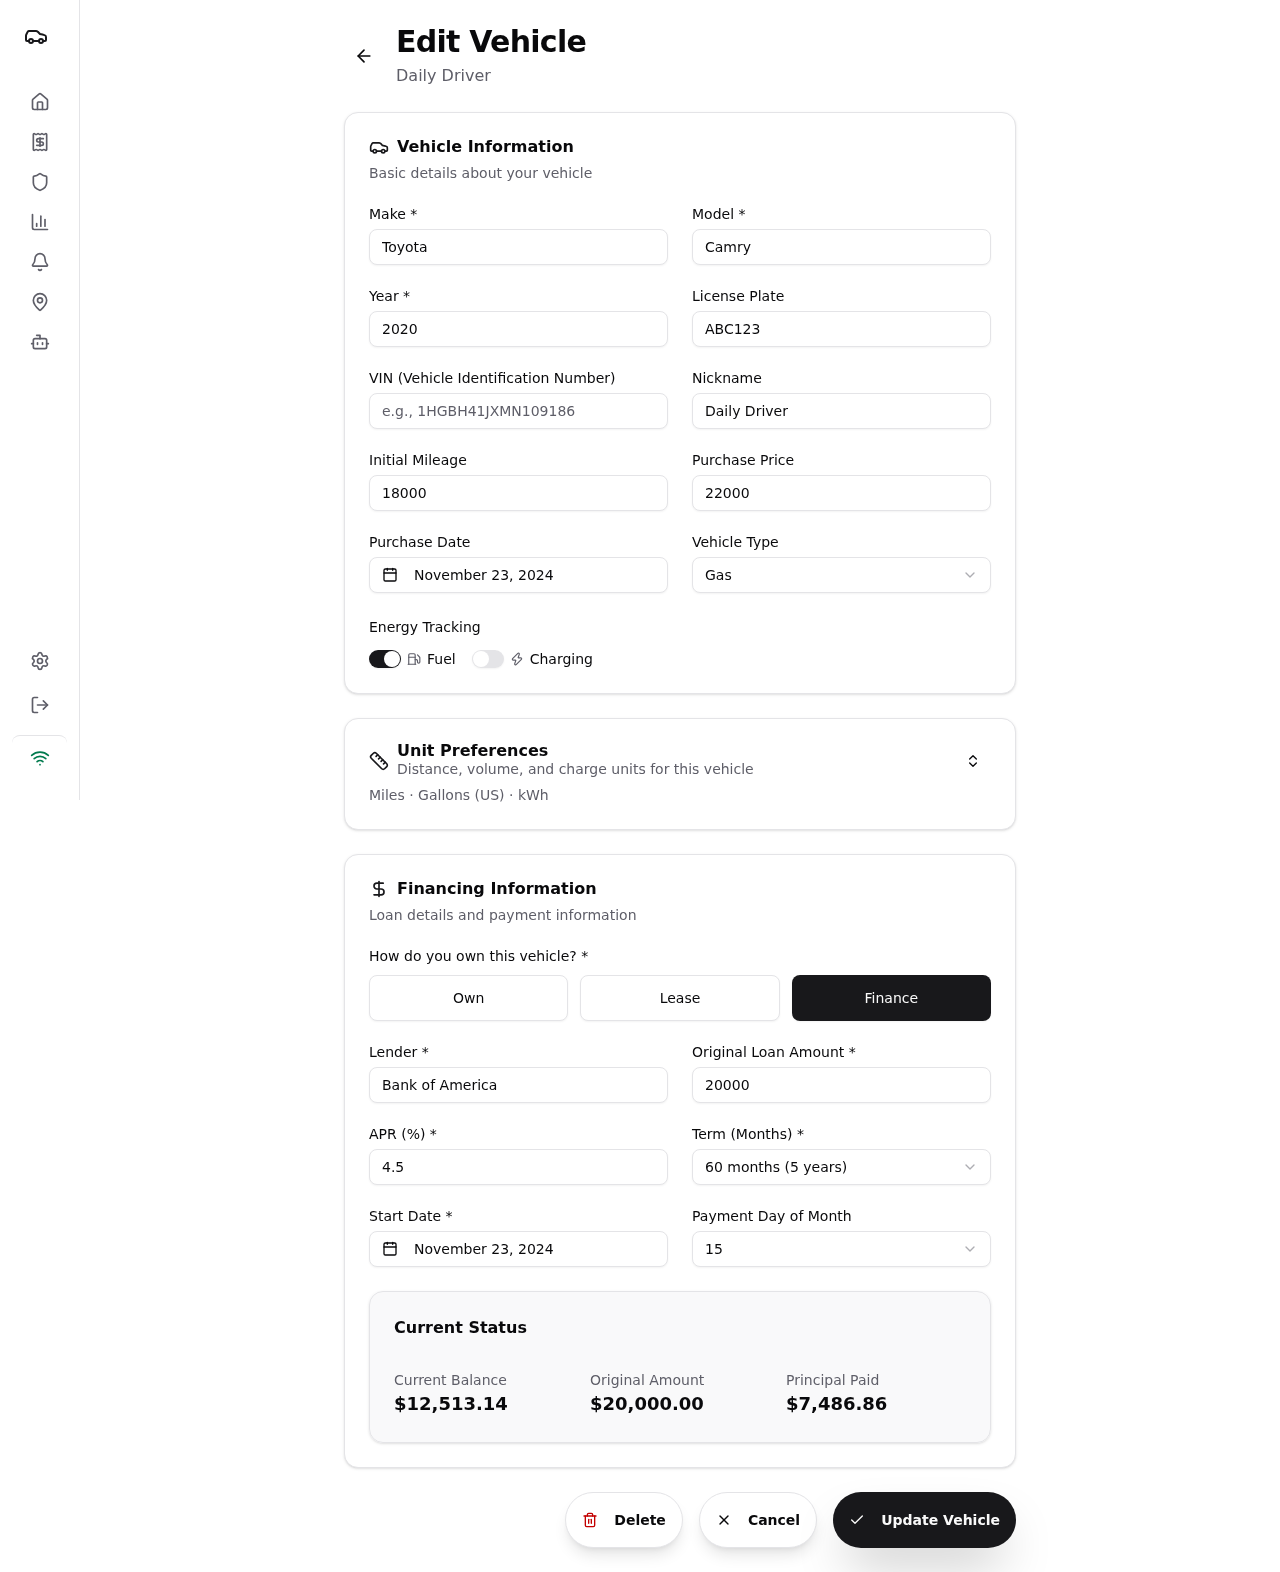 Edit Vehicle
Daily Driver
Vehicle Information
Basic details about your vehicle
Make *
Model *
Toyota
Camry
Year *
License Plate
2020
ABC123
VIN (Vehicle Identification Number)
Nickname
e.g., 1HGBH41JXMN109186
Daily Driver
Initial Mileage
Purchase Price
18000
22000
Purchase Date
Vehicle Type
November 23, 2024
Gas
Energy Tracking
Fuel
Charging
Unit Preferences
Distance, volume, and charge units for this vehicle
Miles · Gallons (US) · kWh
Financing Information
Loan details and payment information
How do you own this vehicle? *
Own
Lease
Finance
Lender *
Original Loan Amount *
Bank of America
20000
APR (%) *
Term (Months) *
4.5
60 months (5 years)
Start Date *
Payment Day of Month
November 23, 2024
15
Current Status
Current Balance
Original Amount
Principal Paid
$12,513.14
$20,000.00
$7,486.86
Delete
Cancel
Update Vehicle